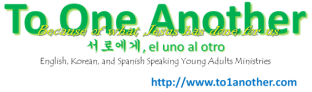 To One Another
Because of what Jesus has done for us
서로에게, el uno al otro
English, Korean, and Spanish Speaking Young Adults Ministries
http://www.to1another.com